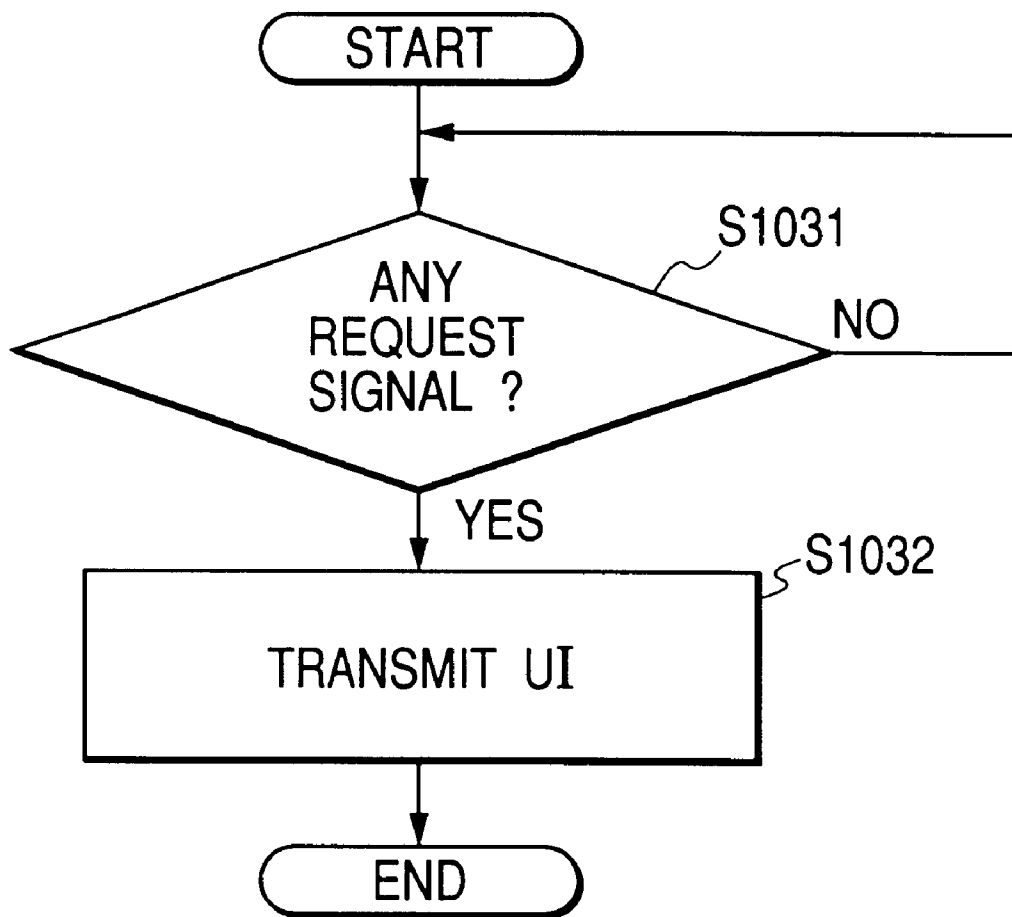 START
S1031
ANY
REQUEST
SIGNAL ?
NO
YES
S1032
TRANSMIT UI
END